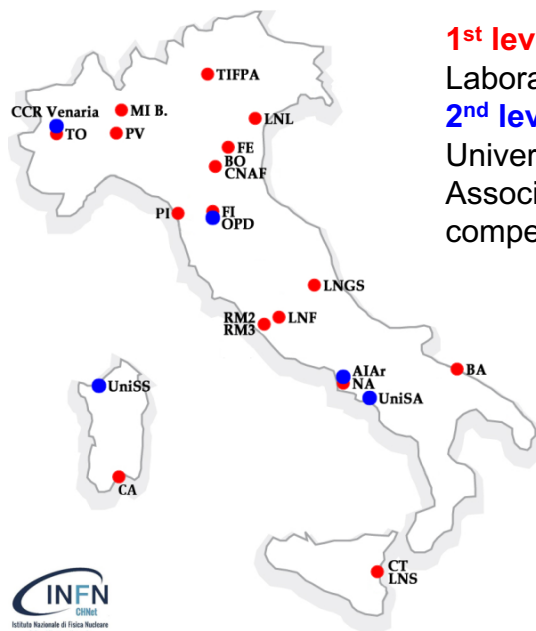 1st lev
Labora
2nd lev
Univer
Associ
compe
TIFPA
CCR Venaria
MI B.
LNL
TO
PV
FE
BO
CNAF
PI
FI
OPD
LNGS
RM2
RM3
LNF
AIAr
NA
BA
UniSS
UniSA
CA
CT
LNS
INFN
CHNet
Istituto Nazionale di Fisica Nucleare